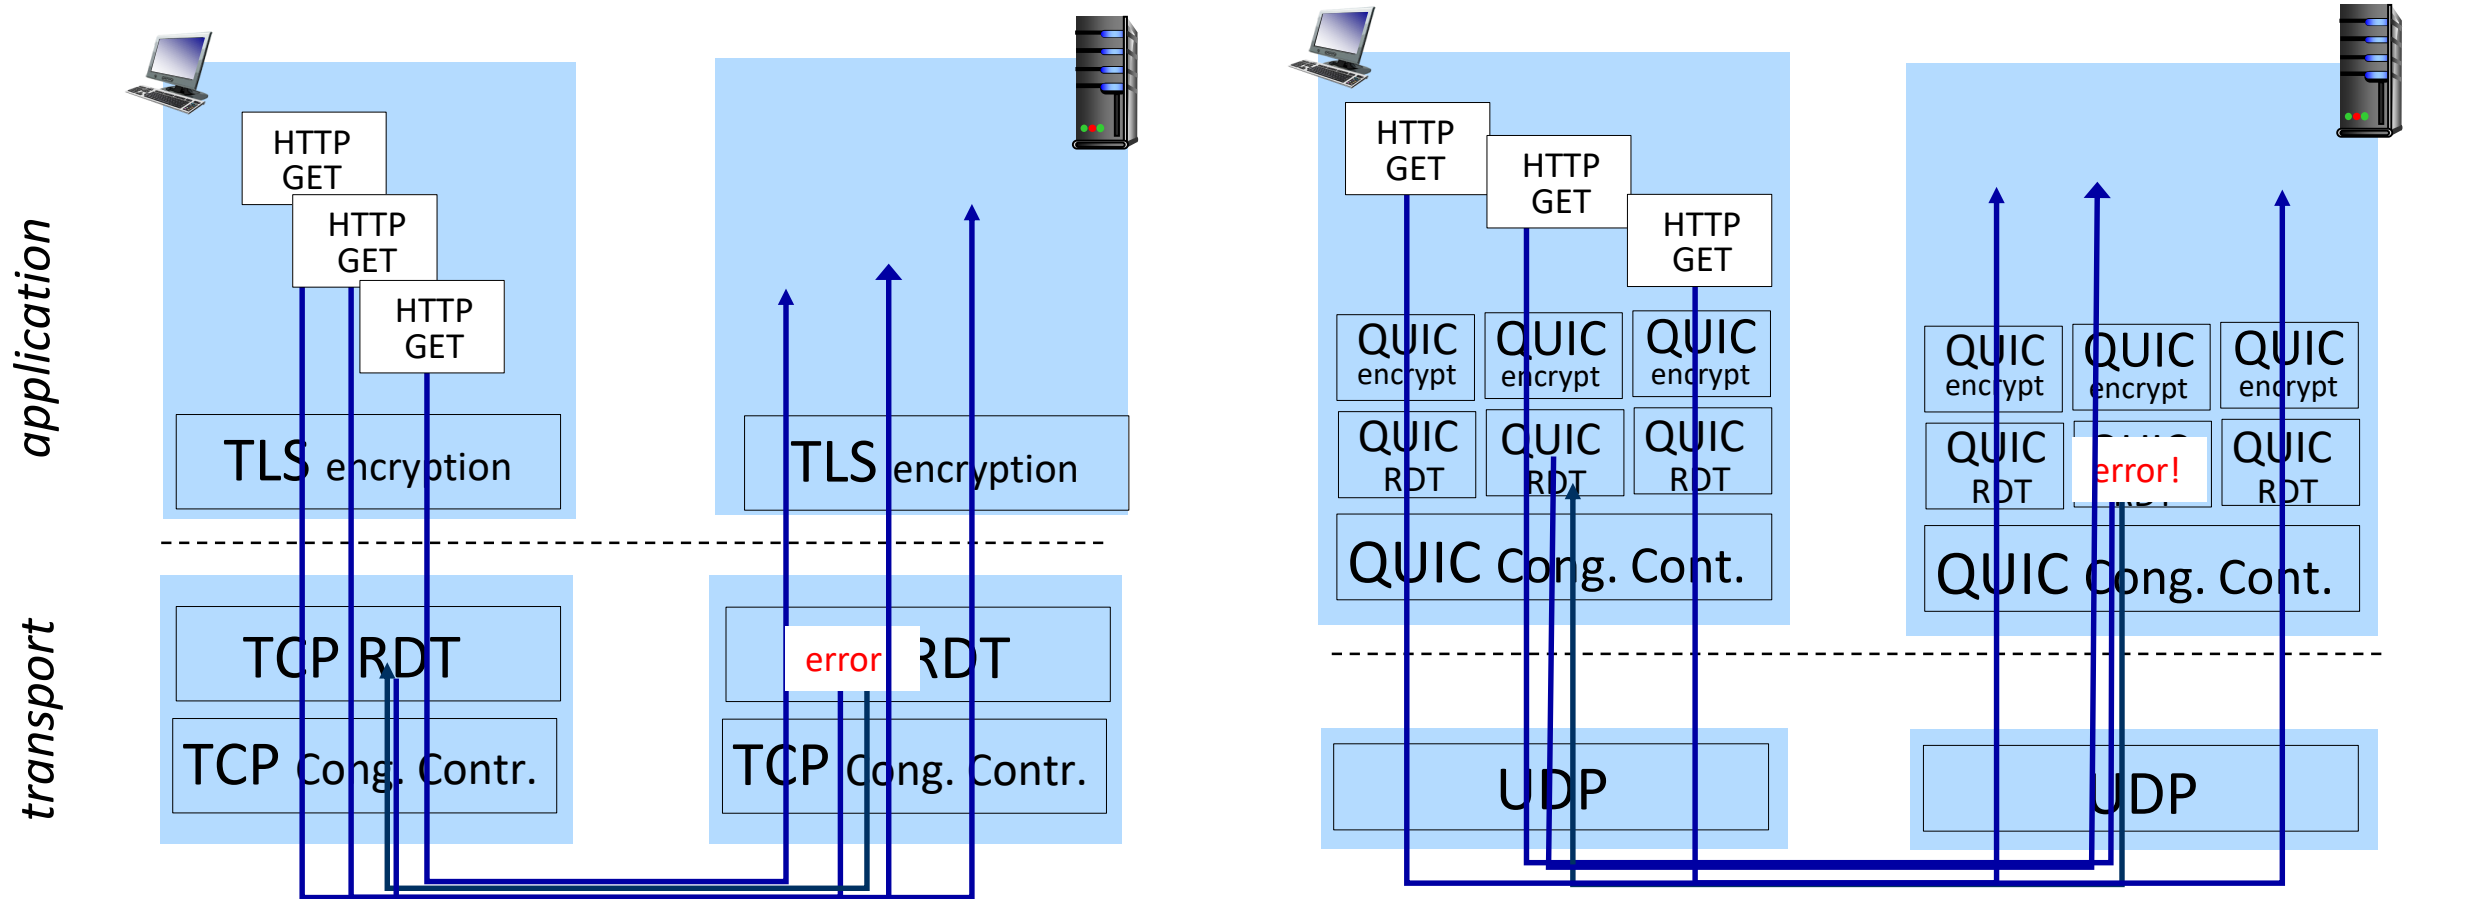 application
transport
HTTP
GET
HTTP
GET
HTTP
GET
TLS encryption
TCP RDT
TCP Cong. Contr.
TLS encryption
error RDT
TCP Cong. Contr.
HTTP
GET
HTTP
GET
HTTP
GET
QUIC
encrypt
QUIC
encrypt
QUIC
encrypt
QUIC
RDT
QUIC
RDT
QUIC
RDT
QUIC Cong. Cont.
UDP
QUIC
encrypt
QUIC
encrypt
QUIC
encrypt
QUIC
RDT
error!
QUIC
RDT
QUIC Cong. Cont.
UDP